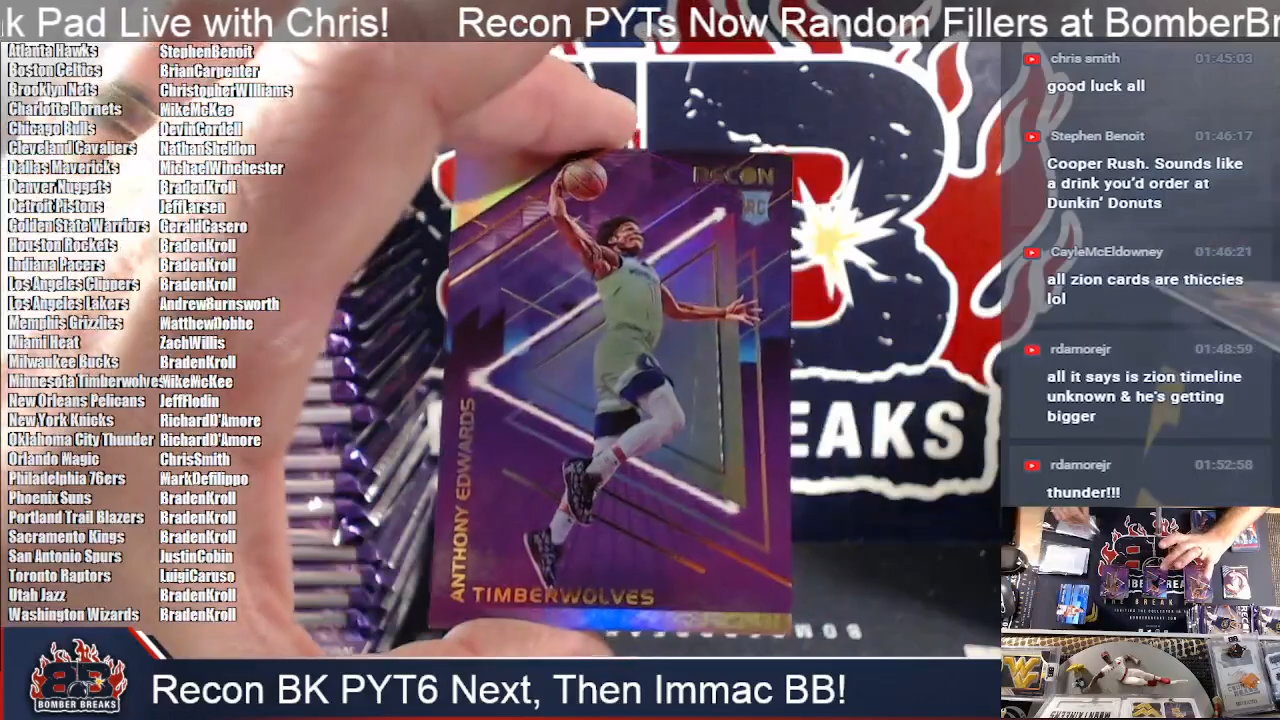 k Pad Live with Chris! Recon PYTs Now Random Fillers at BomberBr
Atlanta Hawks StephenBenoit
Boston Celtics BrianCarpenter
Brooklyn Nets ChristopherWilliams
Charlotte Hornets MikeMcKee
Chicago Bulls DevinCordell
Cleveland Cavaliers NathanSheldon
Dallas Mavericks MichaelWinchester
Denver Nuggets BradenKroll
Detroit Pistons JeffLarsen
Golden State Warriors GeraldCasero
Houston Rockets BradenKroll
Indiana Pacers BradenKroll
Los Angeles Clippers BradenKroll
Los Angeles Lakers AndrewBurnsworth
Memphis Grizzlies MatthewDobbe
Miami Heat ZachWillis
Milwaukee Bucks BradenKroll
Minnesota Timberwolves MikeMcKee
New Orleans Pelicans JeffFlodin
New York Knicks RichardD'Amore
Oklahoma City Thunder RichardD'Amore
Orlando Magic ChrisSmith
Philadelphia 76ers MarkDefilippo
Phoenix Suns BradenKroll
Portland Trail Blazers BradenKroll
Sacramento Kings BradenKroll
San Antonio Spurs JustinCobin
Toronto Raptors LuigiCaruso
Utah Jazz BradenKroll
Washington Wizards BradenKroll
RECON
RC
ANTHONY EDWARDS
TIMBERWOLVES
EAKS
chris smith 01:45:03
good luck all
Stephen Benoit 01:46:17
Cooper Rush. Sounds like
a drink you'd order at
Dunkin' Donuts
CayleMcEldowney 01:46:21
all zion cards are thiccies
lol
rdamorejr 01:48:59
all it says is zion timeline
unknown & he's getting
bigger
rdamorejr 01:52:58
thunder!!!
THE BREAK
BB
BOMBER BREAKS
Recon BK PYT6 Next, Then Immac BB!